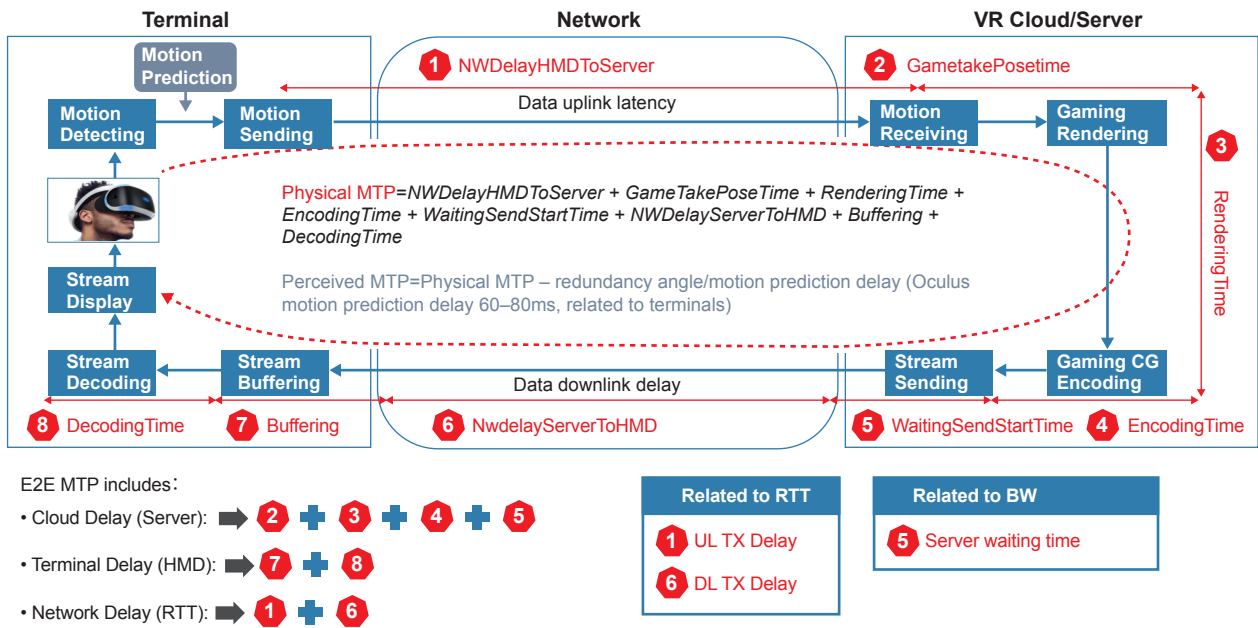 Terminal
Network
VR Cloud/Server
Motion
Prediction
1 NWDelayHMDToServer
2 GametakePosetime
Data uplink latency
Motion
Detecting
Motion
Sending
Motion
Receiving
Gaming
Rendering
3
RenderingTime
Physical MTP=NWDelayHMDToServer + GameTakePoseTime + RenderingTime +
EncodingTime + WaitingSendStartTime + NWDelayServerToHMD + Buffering +
DecodingTime
Perceived MTP=Physical MTP – redundancy angle/motion prediction delay (Oculus
motion prediction delay 60–80ms, related to terminals)
Stream
Display
Stream
Decoding
Stream
Buffering
Data downlink delay
Stream
Sending
Gaming CG
Encoding
8 DecodingTime
7 Buffering
6 NwdelayServerToHMD
5 WaitingSendStartTime
4 EncodingTime
E2E MTP includes:
• Cloud Delay (Server): 2 + 3 + 4 + 5
• Terminal Delay (HMD): 7 + 8
• Network Delay (RTT): 1 + 6
Related to RTT
1 UL TX Delay
6 DL TX Delay
Related to BW
5 Server waiting time